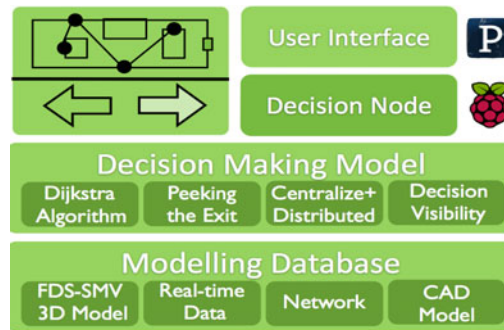 User Interface
P
Decision Node
Decision Making Model
Dijkstra Algorithm
Peeking the Exit
Centralize+ Distributed
Decision Visibility
Modelling Database
FDS-SMV 3D Model
Real-time Data
Network
CAD Model